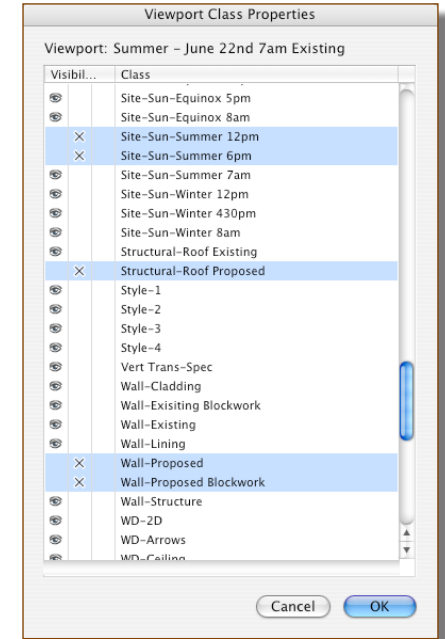 Viewport Class Properties
Viewport: Summer – June 22nd 7am Existing
Visibil... Class
Site-Sun-Equinox 5pm
Site-Sun-Equinox 8am
Site-Sun-Summer 12pm
Site-Sun-Summer 6pm
Site-Sun-Summer 7am
Site-Sun-Winter 12pm
Site-Sun-Winter 430pm
Site-Sun-Winter 8am
Structural-Roof Existing
Structural-Roof Proposed
Style-1
Style-2
Style-3
Style-4
Vert Trans-Spec
Wall-Cladding
Wall-Exisiting Blockwork
Wall-Existing
Wall-Lining
Wall-Proposed
Wall-Proposed Blockwork
Wall-Structure
WD-2D
WD-Arrows
WD-Ceiling
Cancel OK